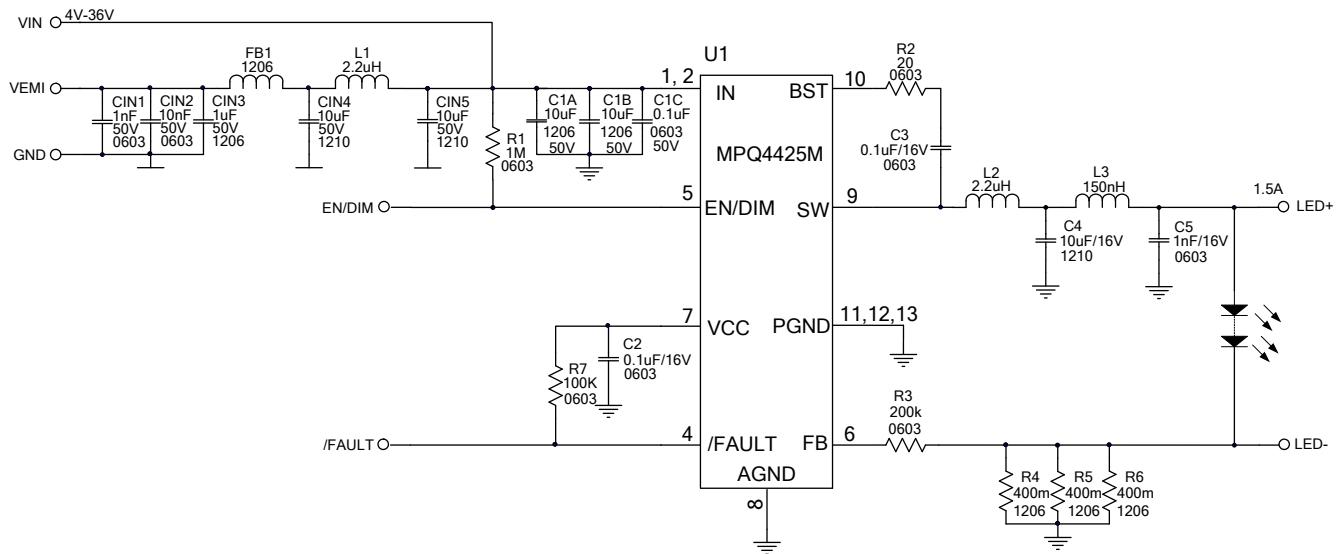 VIN
4V-36V
VEMI
GND
CIN1
1nF
50V
0603
CIN2
10nF
50V
0603
CIN3
1uF
50V
1206
FB1
1206
CIN4
10uF
50V
1210
L1
2.2uH
CIN5
10uF
50V
1210
R1
1M
0603
C1A
10uF
1206
50V
C1B
10uF
1206
50V
C1C
0.1uF
0603
50V
EN/DIM
U1
MPQ4425M
1, 2
IN
BST
10
5
EN/DIM
SW
9
7
VCC
PGND
11,12,13
4
/FAULT
FB
6
AGND
8
R2
20
0603
C3
0.1uF/16V
0603
L2
2.2uH
L3
150nH
C4
10uF/16V
1210
C5
1nF/16V
0603
1.5A
LED+
C2
0.1uF/16V
0603
R7
100K
0603
/FAULT
R3
200k
0603
R4
400m
1206
R5
400m
1206
R6
400m
1206
LED-